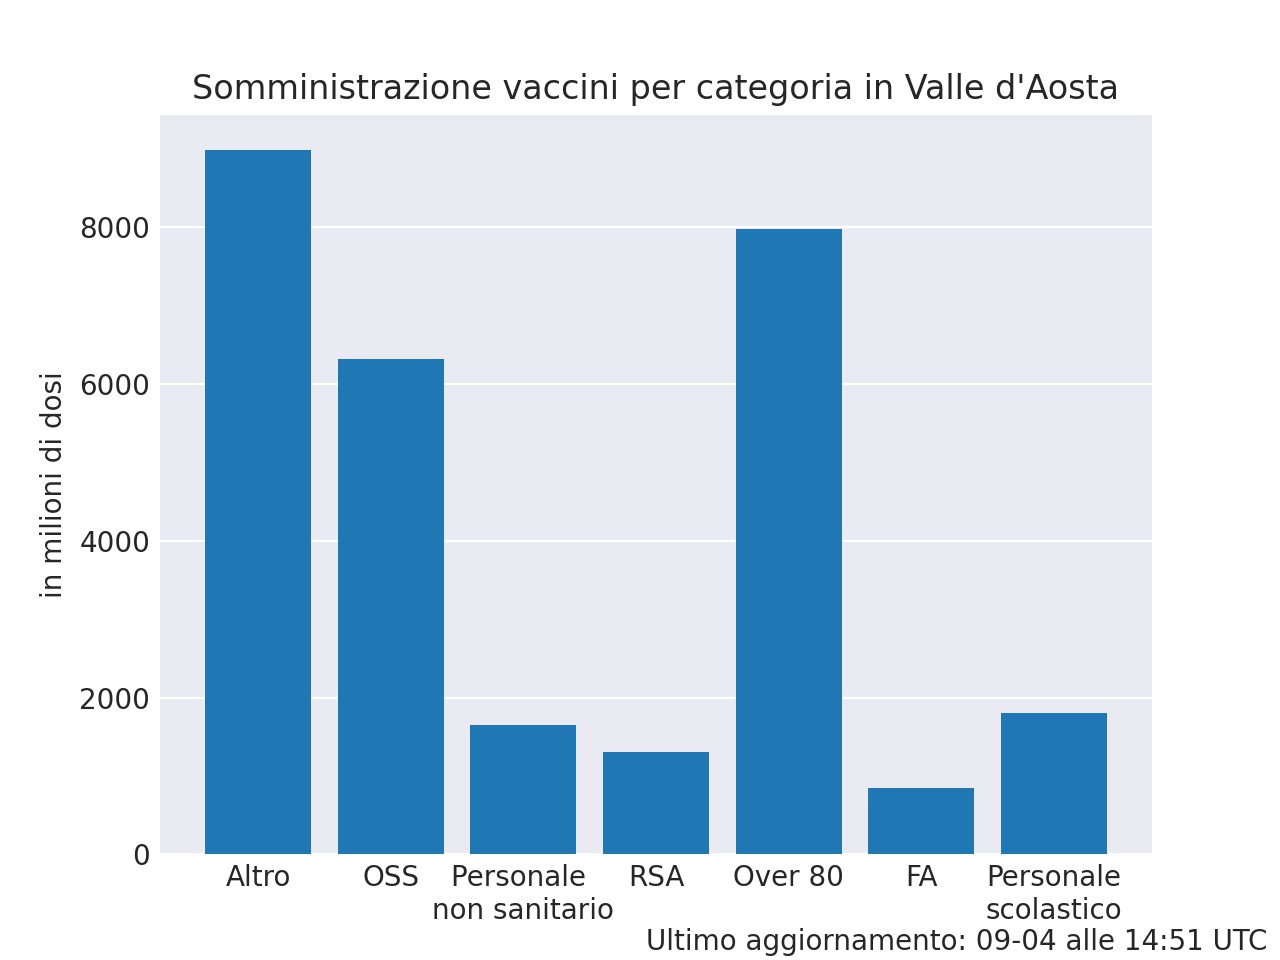 Somministrazione vaccini per categoria in Valle d'Aosta
in milioni di dosi
8000
6000
4000
2000
0
Altro
OSS
Personale
non sanitario
RSA
Over 80
FA
Personale
scolastico
Ultimo aggiornamento: 09-04 alle 14:51 UTC